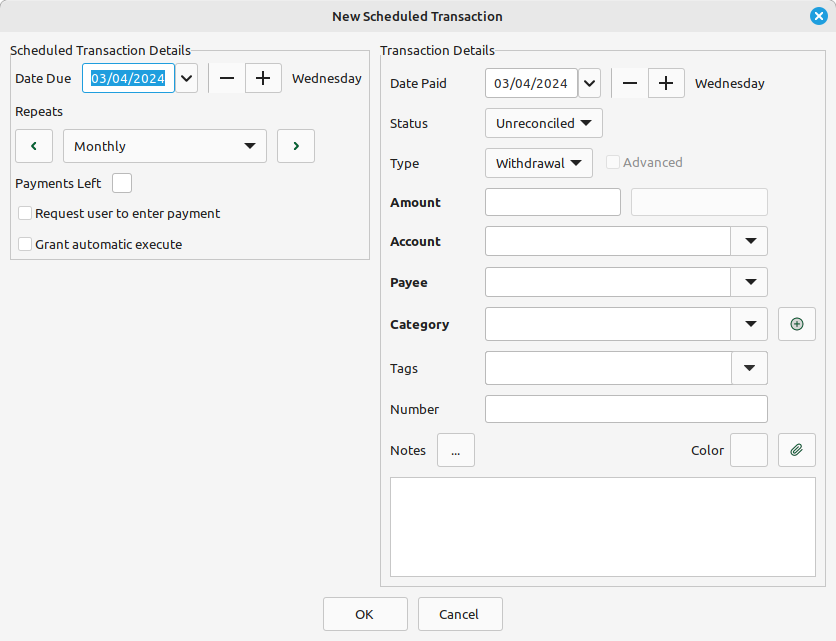 New Scheduled Transaction
Scheduled Transaction Details
Date Due 03/04/2024 Wednesday
Repeats
Monthly
Payments Left
Request user to enter payment
Grant automatic execute
Transaction Details
Date Paid 03/04/2024 Wednesday
Status Unreconciled
Type Withdrawal Advanced
Amount
Account
Payee
Category
Tags
Number
Notes ... Color
OK Cancel